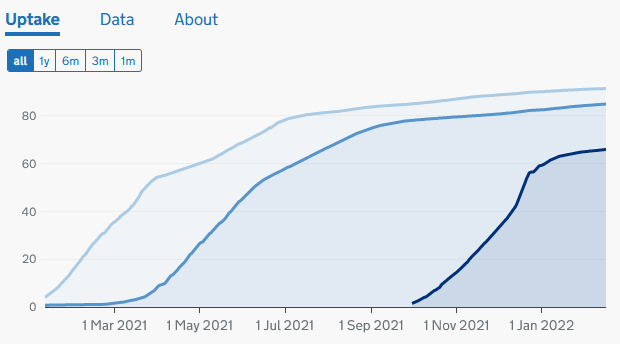 Uptake Data About
all 1y 6m 3m 1m
80
60
40
20
0
1 Mar 2021 1 May 2021 1 Jul 2021 1 Sep 2021 1 Nov 2021 1 Jan 2022